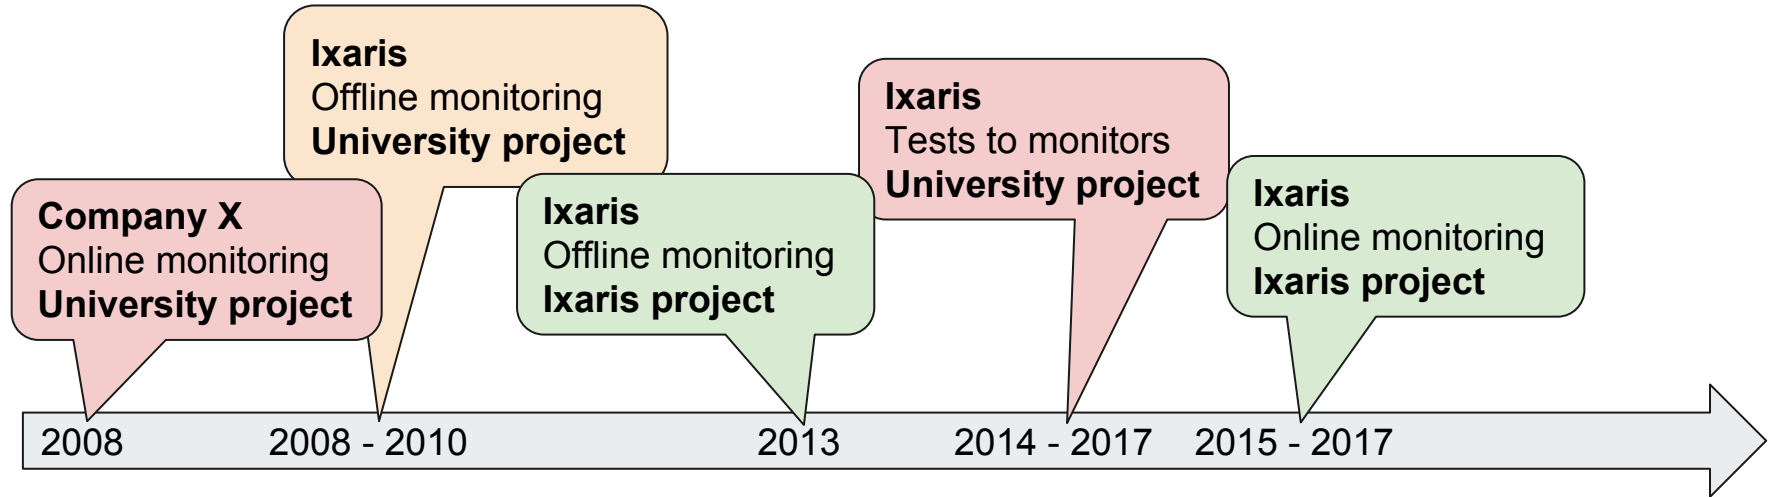 Ixaris
Offline monitoring
University project
Ixaris
Tests to monitors
University project
Company X
Online monitoring
University project
Ixaris
Offline monitoring
Ixaris project
Ixaris
Online monitoring
Ixaris project
2008
2008 - 2010
2013
2014 - 2017
2015 - 2017